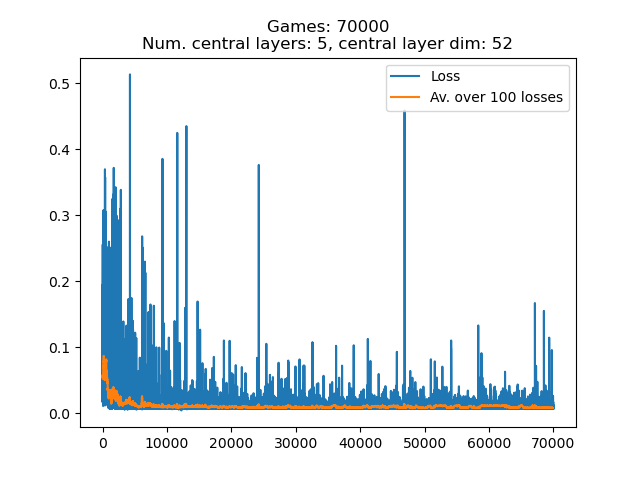 Games: 70000
Num. central layers: 5, central layer dim: 52
Loss
Av. over 100 losses
0.5
0.4
0.3
0.2
0.1
0.0
0 10000 20000 30000 40000 50000 60000 70000